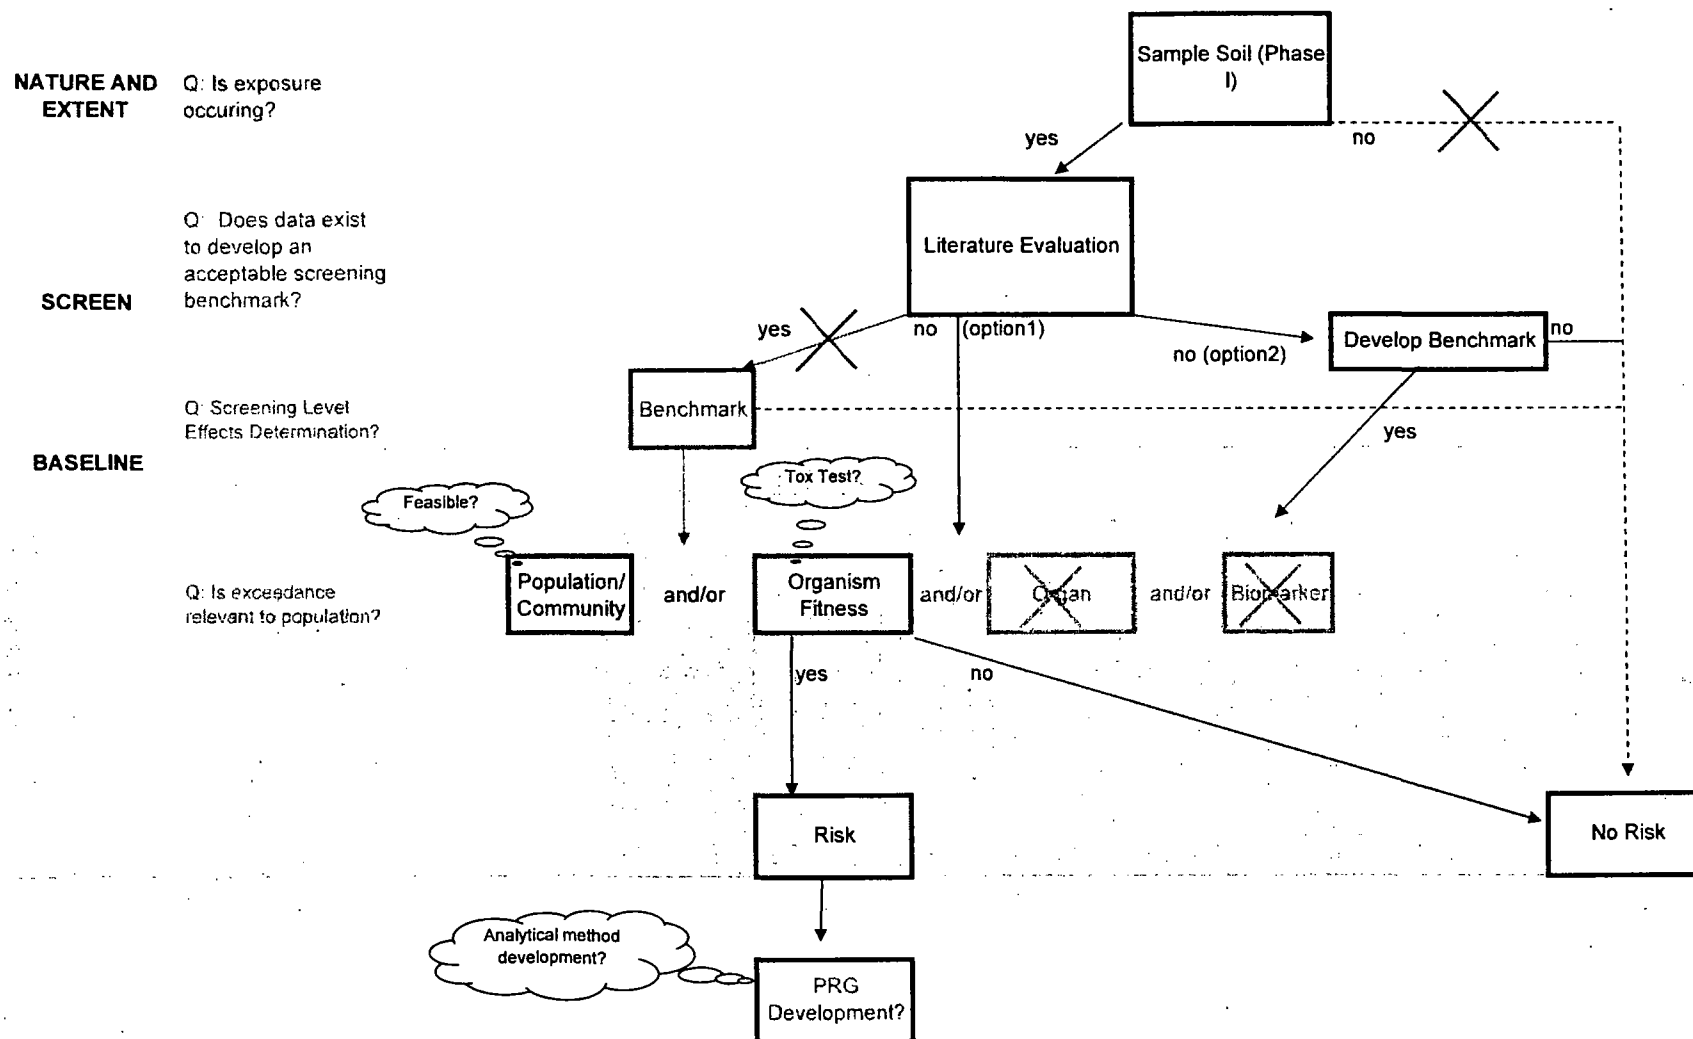 Sample Soil (Phase
I)
NATURE AND
EXTENT
Q: Is exposure
occuring?
yes
no
Literature Evaluation
Q: Does data exist
to develop an
acceptable screening
benchmark?
SCREEN
yes
no
(option1)
no (option2)
Develop Benchmark
no
Benchmark
Q: Screening Level
Effects Determination?
yes
BASELINE
Feasible?
Tox Test?
Q: Is exceedance
relevant to population?
Population/
Community
and/or
Organism
Fitness
and/or
Organ
and/or
Biomarker
yes
no
Risk
No Risk
Analytical method
development?
PRG
Development?